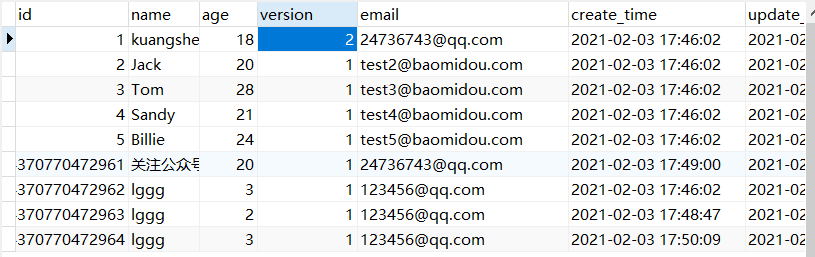 id name age version email create_time update_
1 kuangshe 18 2 24736743@qq.com 2021-02-03 17:46:02 2021-02
2 Jack 20 1 test2@baomidou.com 2021-02-03 17:46:02 2021-02
3 Tom 28 1 test3@baomidou.com 2021-02-03 17:46:02 2021-02
4 Sandy 21 1 test4@baomidou.com 2021-02-03 17:46:02 2021-02
5 Billie 24 1 test5@baomidou.com 2021-02-03 17:46:02 2021-02
370770472961 关注公众号 20 1 24736743@qq.com 2021-02-03 17:49:00 2021-02
370770472962 lggg 3 1 123456@qq.com 2021-02-03 17:46:02 2021-02
370770472963 lggg 2 1 123456@qq.com 2021-02-03 17:48:47 2021-02
370770472964 lggg 3 1 123456@qq.com 2021-02-03 17:50:09 2021-02